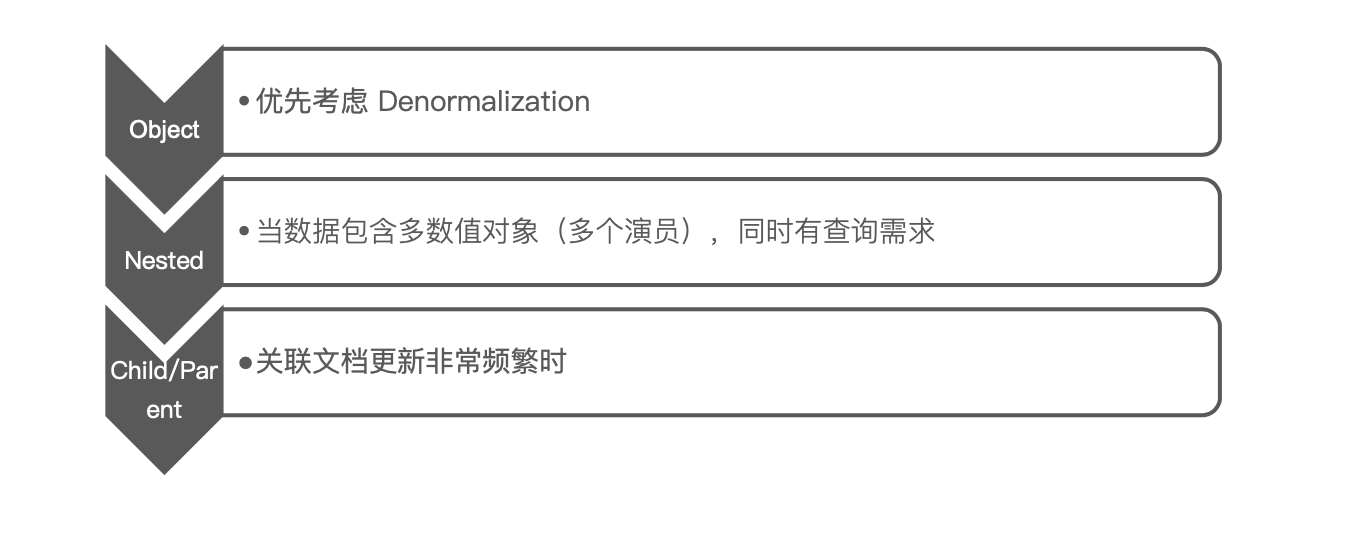 Object
•优先考虑 Denormalization
Nested
•当数据包含多数值对象（多个演员），同时有查询需求
Child/Par
ent
•关联文档更新非常频繁时